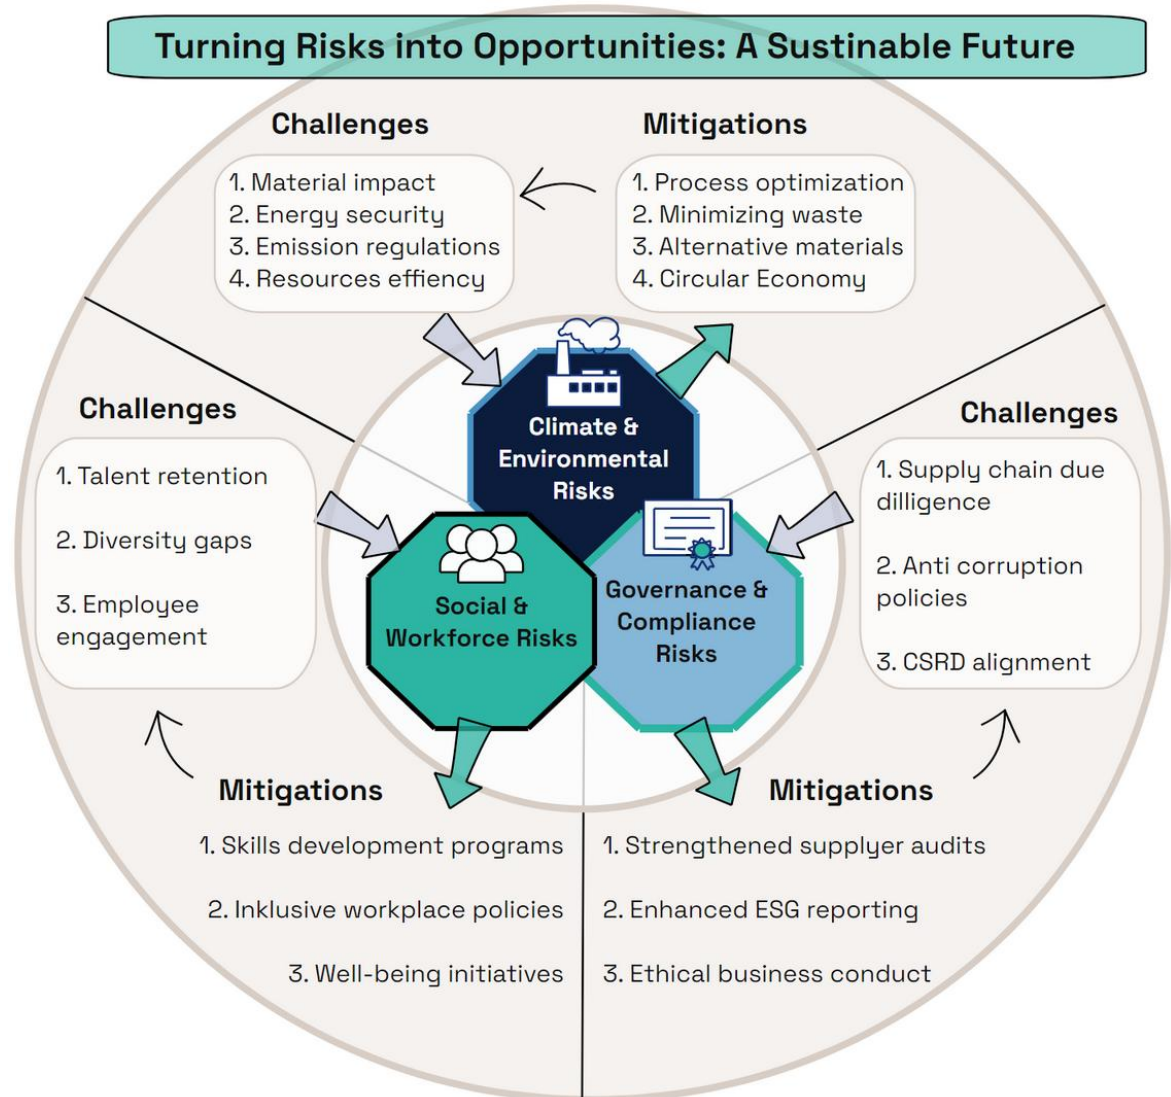 Turning Risks into Opportunities: A Sustinable Future
Challenges
1. Material impact
2. Energy security
3. Emission regulations
4. Resources effiency
Mitigations
1. Process optimization
2. Minimizing waste
3. Alternative materials
4. Circular Economy
Climate &
Environmental
Risks
Challenges
1. Talent retention
2. Diversity gaps
3. Employee
engagement
Social &
Workforce Risks
Governance &
Compliance
Risks
Challenges
1. Supply chain due
dilligence
2. Anti corruption
policies
3. CSRD alignment
Mitigations
1. Skills development programs
2. Inklusive workplace policies
3. Well-being initiatives
Mitigations
1. Strengthened supplyer audits
2. Enhanced ESG reporting
3. Ethical business conduct